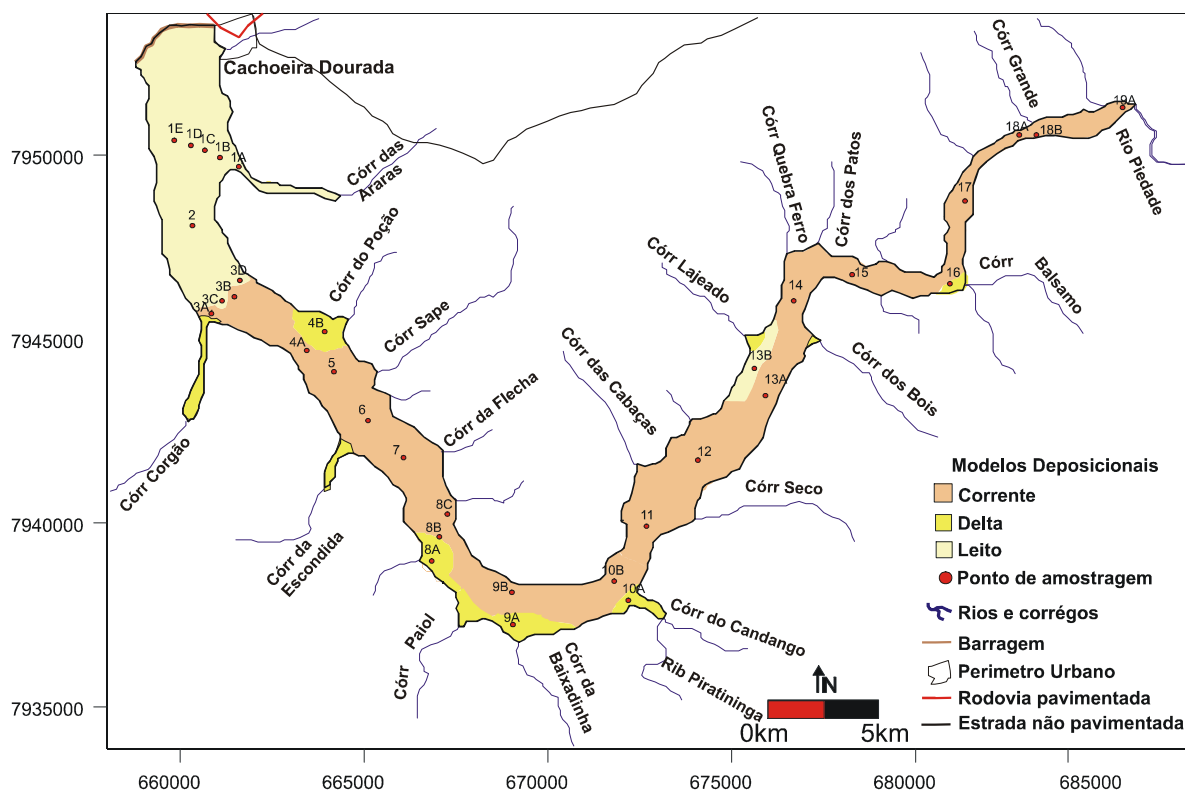 Cachoeira Dourada
Córr Grande
19A
18A
18B
Rio Piedade
1E
1D
1C
1B
1A
7950000
Córr das
Araras
Córr Quebra Ferro
Córr dos Patos
17
2
Córr do Poção
Córr Lajeado
3D
3B
3C
3A
Córr Sape
14
15
16
Córr
Balsamo
7945000
4B
4A
5
13B
13A
Córr dos Bois
Córr das Cabaças
6
Córr da Flecha
7
12
Córr Corgão
Córr Seco
Modelos Deposicionais
Corrente
Delta
Leito
Ponto de amostragem
Rios e corrégos
Barragem
Perimetro Urbano
Rodovia pavimentada
Estrada não pavimentada
7940000
8C
8B
8A
11
Córr da
Escondida
9B
9A
10B
10A
Córr do Candango
Córr
Paiol
Córr da
Baixadinha
Rib Piratininga
N
0km
5km
7935000
660000
665000
670000
675000
680000
685000